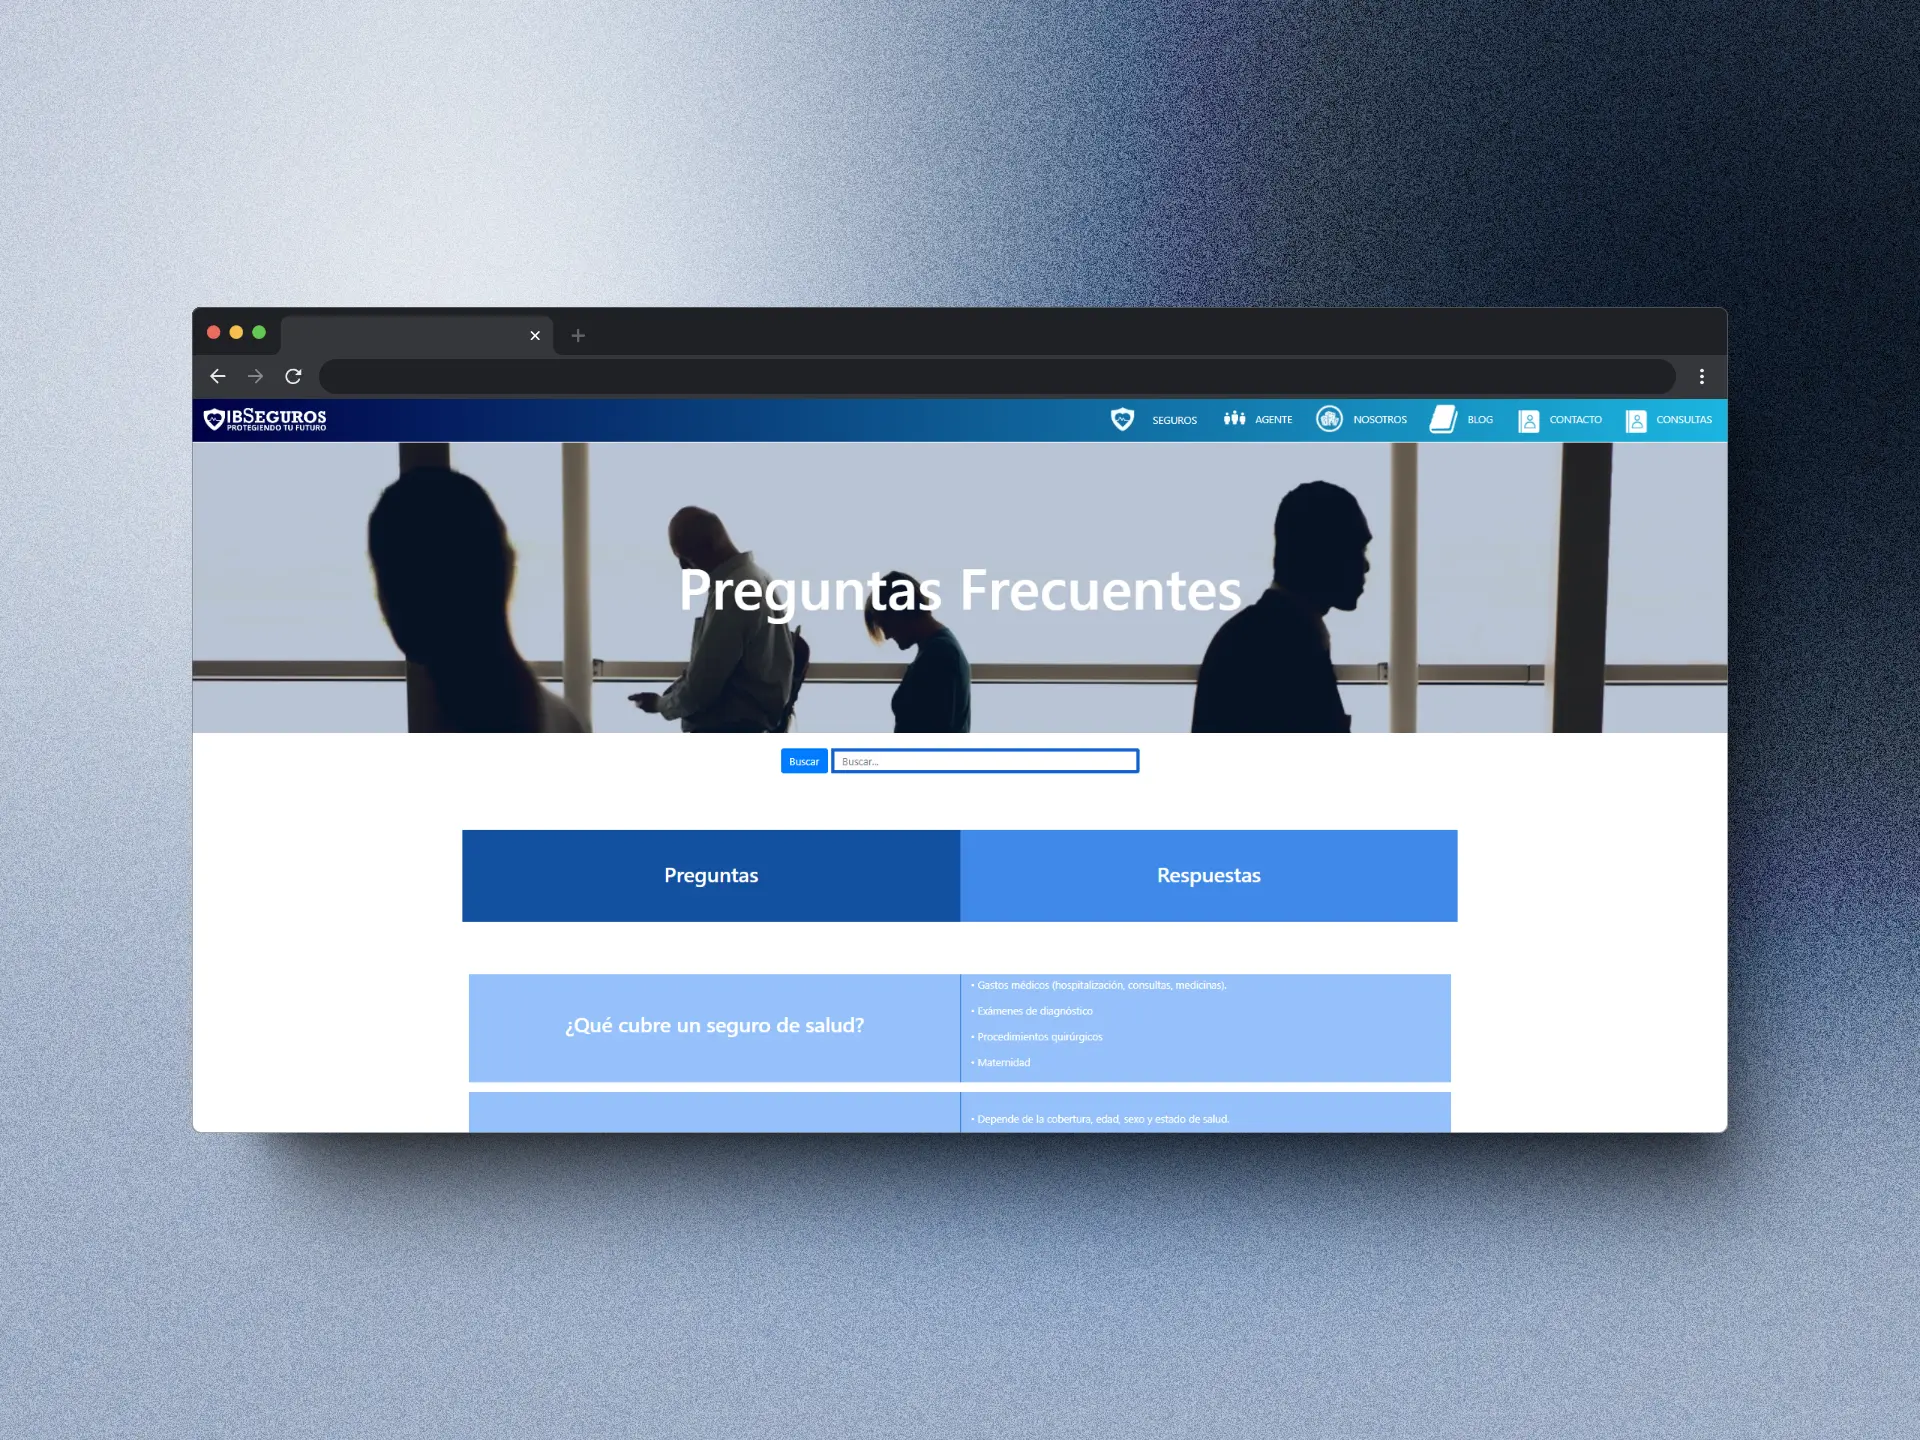 IBSEGUROS
PROTEGIENDO TU FUTURO
SEGUROS
AGENTE
NOSOTROS
BLOG
CONTACTO
CONSULTAS
Preguntas Frecuentes
Buscar
Buscar...
Preguntas
Respuestas
¿Qué cubre un seguro de salud?
• Gastos médicos (hospitalización, consultas, medicinas).
• Exámenes de diagnóstico
• Procedimientos quirúrgicos
• Maternidad
• Depende de la cobertura, edad, sexo y estado de salud.